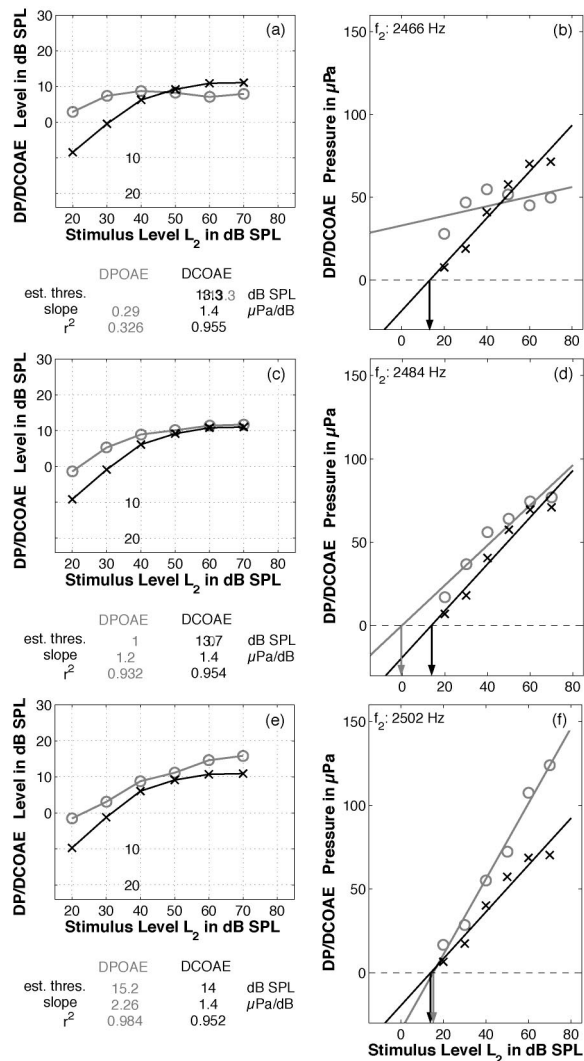 (a)
DP/DCOAE Level in dB SPL
30
20
10
0
10
20
20 30 40 50 60 70 80
Stimulus Level L2 in dB SPL
DPOAE DCOAE
est. thres. dB SPL
slope 0.29 1.4 µPa/dB
r2 0.326 0.955
(b)
f2: 2466 Hz
DP/DCOAE Pressure in µPa
150
100
50
0
0 20 40 60 80
(c)
DP/DCOAE Level in dB SPL
30
20
10
0
10
20
20 30 40 50 60 70 80
Stimulus Level L2 in dB SPL
DPOAE DCOAE
est. thres. 1 dB SPL
slope 1.2 1.4 µPa/dB
r2 0.932 0.954
(d)
f2: 2484 Hz
DP/DCOAE Pressure in µPa
150
100
50
0
0 20 40 60 80
(e)
DP/DCOAE Level in dB SPL
30
20
10
0
10
20
20 30 40 50 60 70 80
Stimulus Level L2 in dB SPL
DPOAE DCOAE
est. thres. 15.2 14 dB SPL
slope 2.26 1.4 µPa/dB
r2 0.984 0.952
(f)
f2: 2502 Hz
DP/DCOAE Pressure in µPa
150
100
50
0
0 20 40 60 80
Stimulus Level L2 in dB SPL